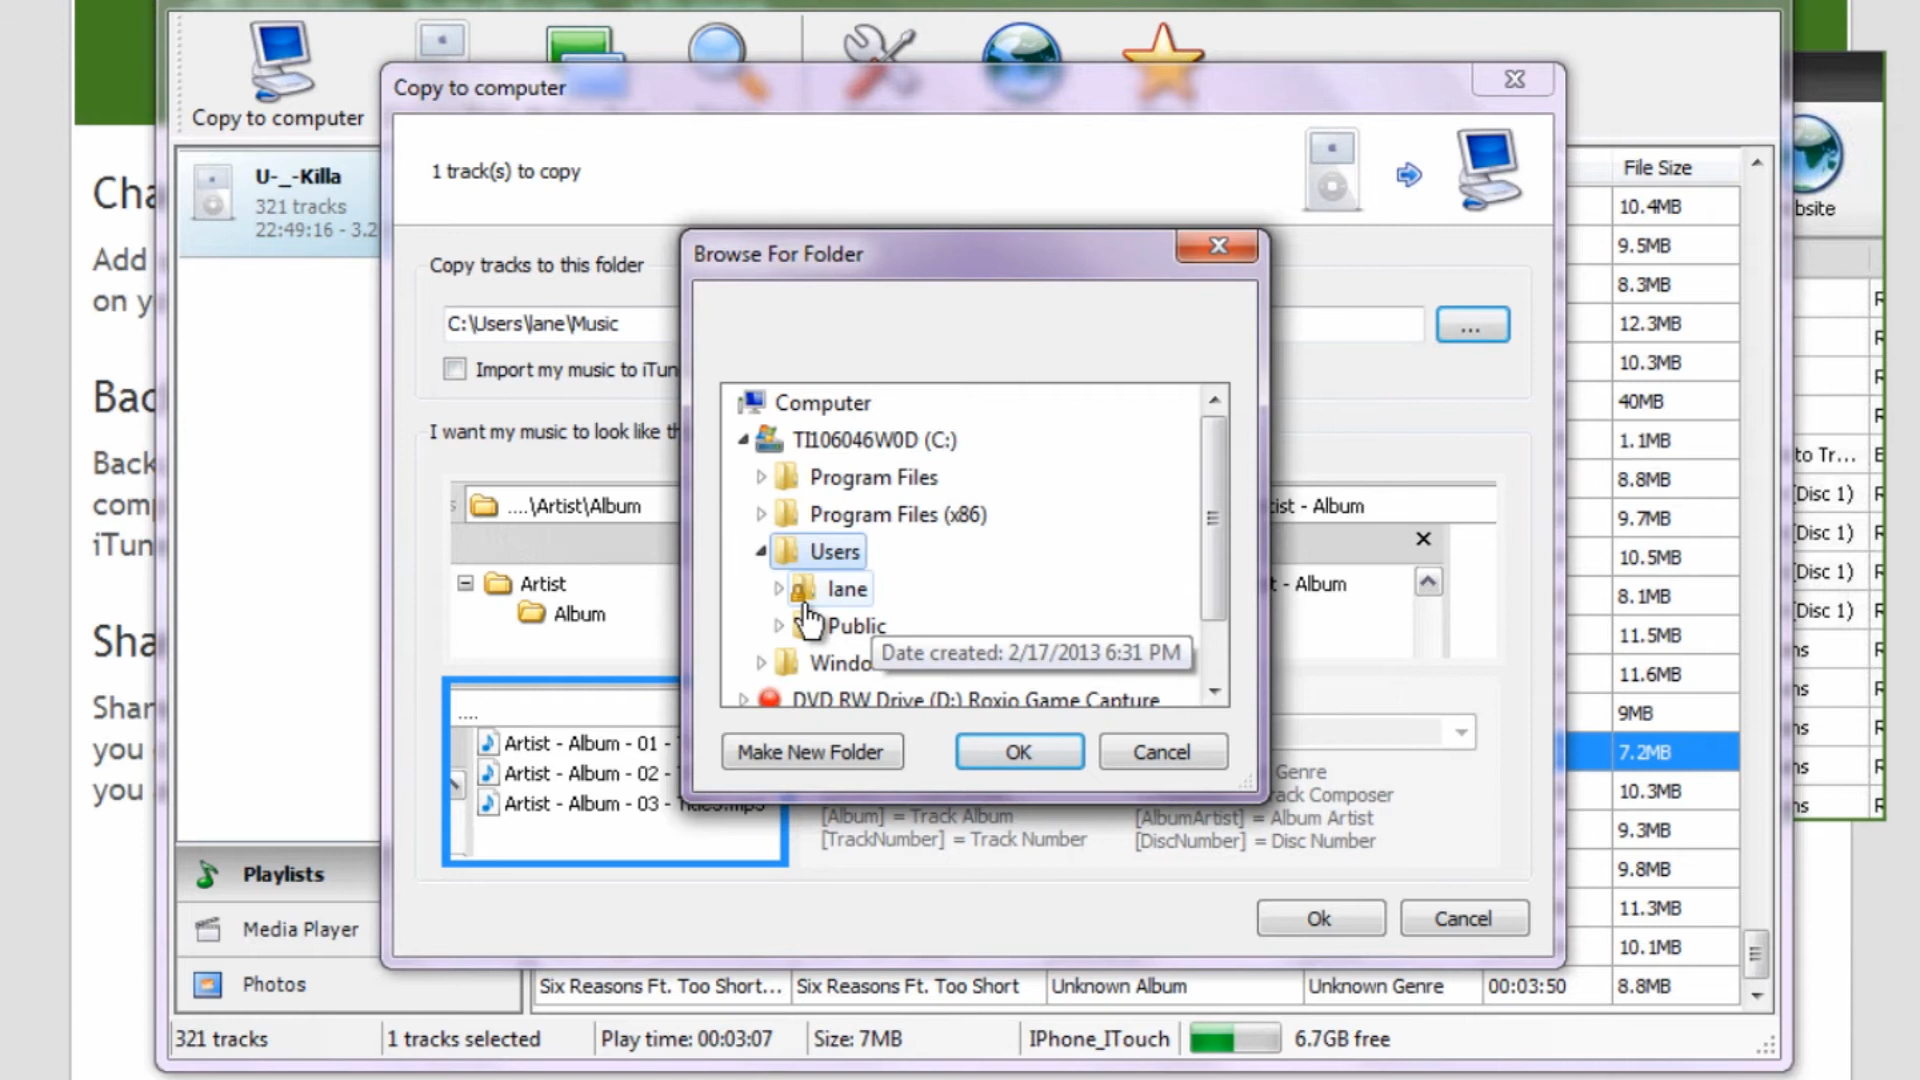 Copy to computer
Copy to computer
1 track(s) to copy
U-_-Killa
321 tracks
22:49:16 - 3.2
Copy tracks to this folder
C:\Users\lane\Music
...
Import my music to iTun
I want my music to look like th
....\Artist\Album
Artist
Album
....
Artist - Album - 01 -
Artist - Album - 02 -
Artist - Album - 03 -
Browse For Folder
Computer
TI106046W0D (C:)
Program Files
Program Files (x86)
Users
lane
Public
Windo
Date created: 2/17/2013 6:31 PM
DVD RW Drive (D:) Roxio Game Capture
Make New Folder
OK
Cancel
ist - Album
t - Album
Genre
ack Composer
[Album] = Track Album
[AlbumArtist] = Album Artist
[TrackNumber] = Track Number
[DiscNumber] = Disc Number
Ok
Cancel
File Size
10.4MB
9.5MB
8.3MB
12.3MB
10.3MB
40MB
1.1MB
8.8MB
9.7MB
10.5MB
8.1MB
11.5MB
11.6MB
9MB
7.2MB
10.3MB
9.3MB
9.8MB
11.3MB
10.1MB
Six Reasons Ft. Too Short... Six Reasons Ft. Too Short Unknown Album Unknown Genre 00:03:50 8.8MB
Playlists
Media Player
Photos
321 tracks 1 tracks selected Play time: 00:03:07 Size: 7MB IPhone_ITouch 6.7GB free
Cha
Add
on y
Bac
Back
comp
iTun
Sha
Shar
you
you
bsite
to Tr...
(Disc 1)
(Disc 1)
(Disc 1)
(Disc 1)
ns
ns
ns
ns
ns